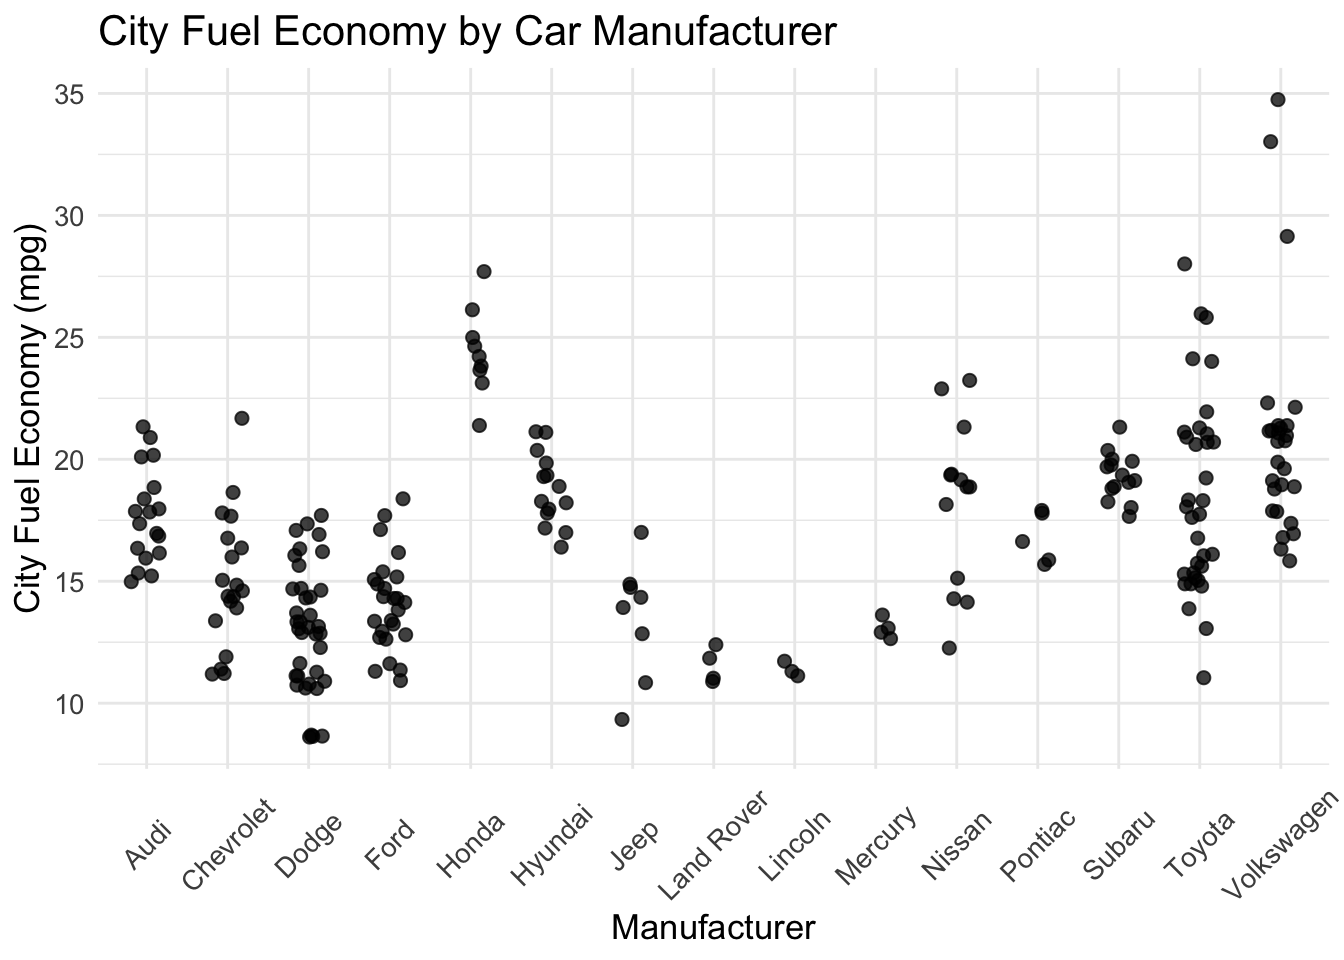 City Fuel Economy by Car Manufacturer
City Fuel Economy (mpg)
35
30
25
20
15
10
Audi
Chevrolet
Dodge
Ford
Honda
Hyundai
Jeep
Land Rover
Lincoln
Mercury
Nissan
Pontiac
Subaru
Toyota
Volkswagen
Manufacturer